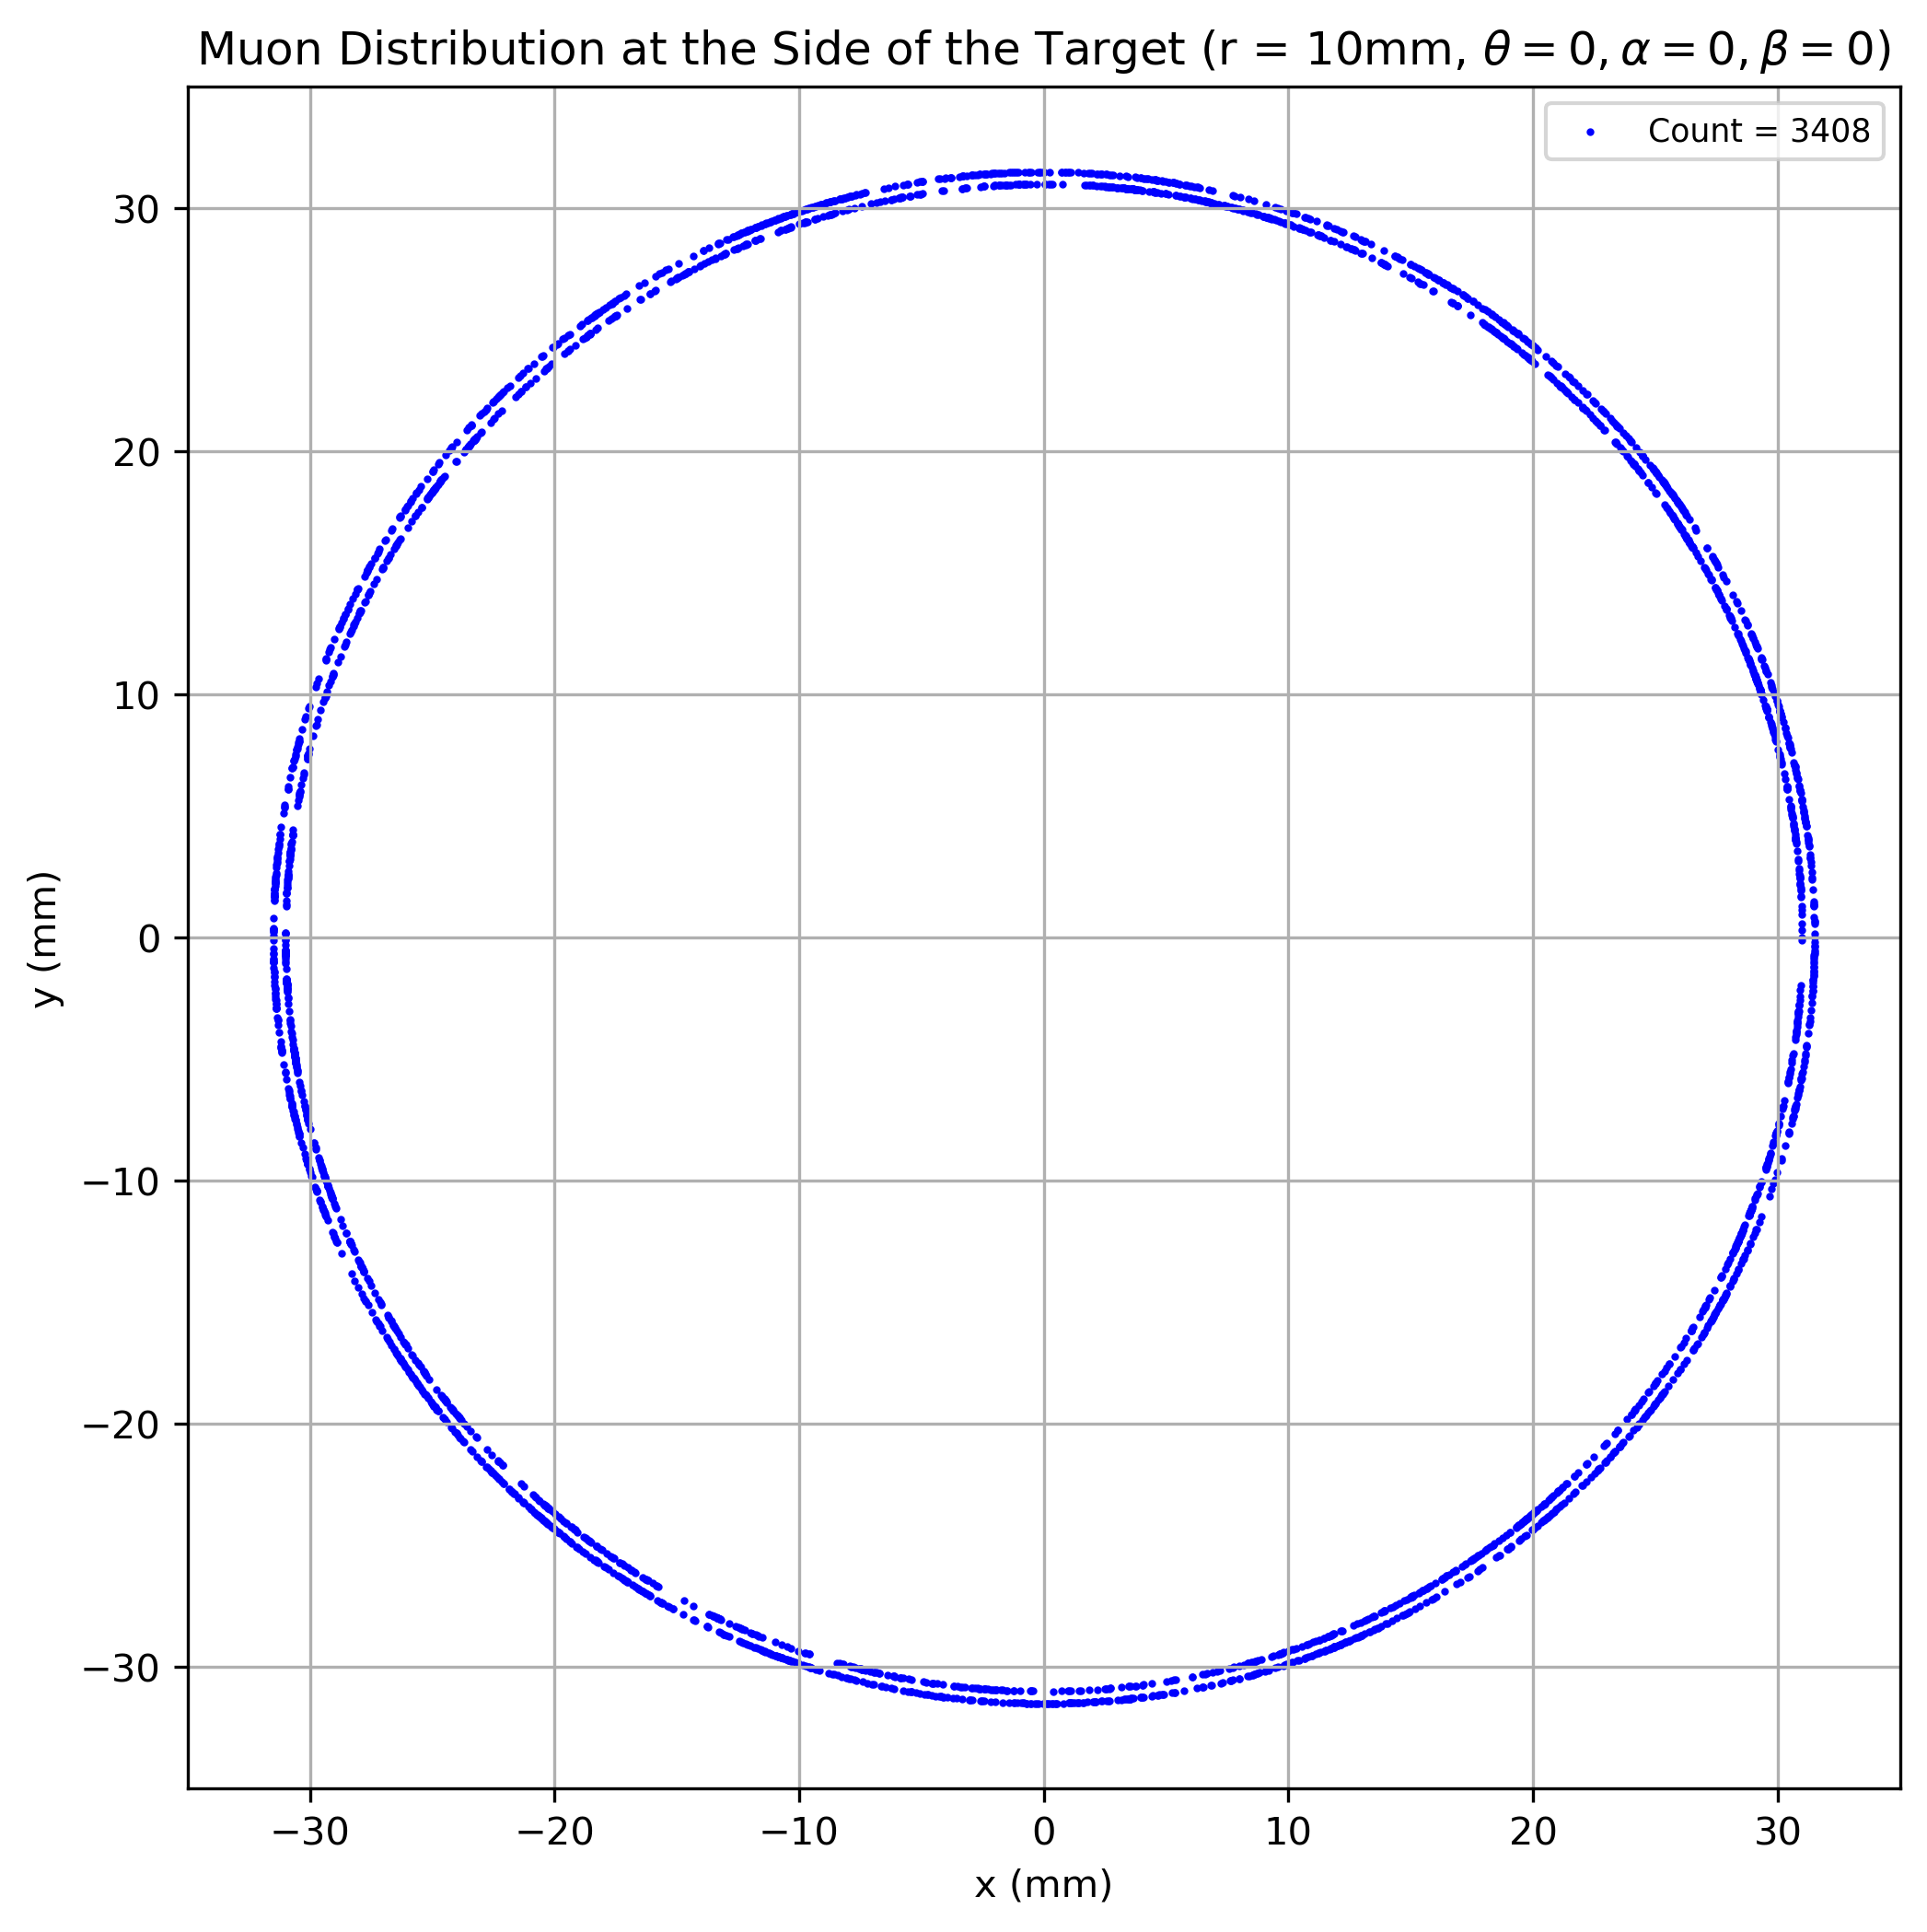 Muon Distribution at the Side of the Target (r = 10mm, θ = 0, α = 0, β = 0)
Count = 3408
30
20
10
0
−10
−20
−30
y (mm)
−30 −20 −10 0 10 20 30
x (mm)